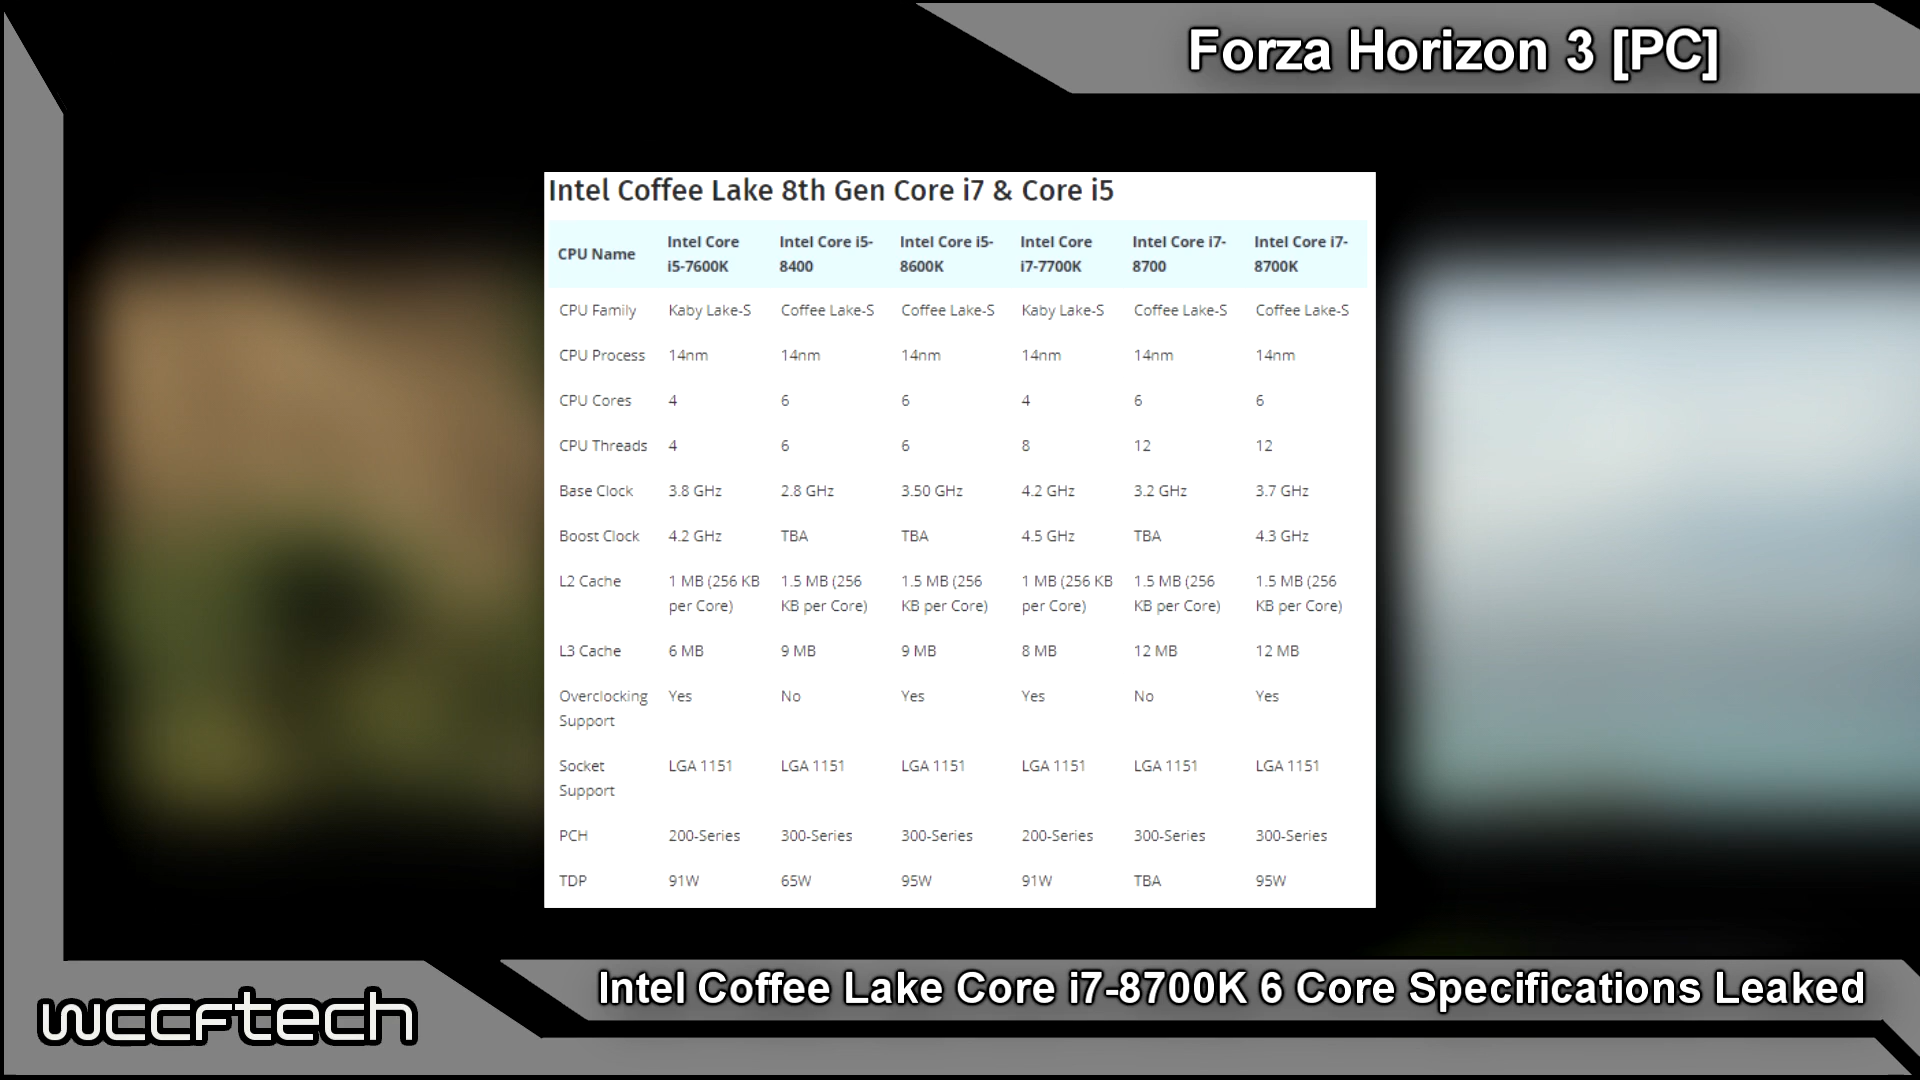 Forza Horizon 3 [PC]
Intel Coffee Lake 8th Gen Core i7 & Core i5
CPU Name Intel Core i5-7600K Intel Core i5-8400 Intel Core i5-8600K Intel Core i7-7700K Intel Core i7-8700 Intel Core i7-8700K
CPU Family Kaby Lake-S Coffee Lake-S Coffee Lake-S Kaby Lake-S Coffee Lake-S Coffee Lake-S
CPU Process 14nm 14nm 14nm 14nm 14nm 14nm
CPU Cores 4 6 6 4 6 6
CPU Threads 4 6 6 8 12 12
Base Clock 3.8 GHz 2.8 GHz 3.50 GHz 4.2 GHz 3.2 GHz 3.7 GHz
Boost Clock 4.2 GHz TBA TBA 4.5 GHz TBA 4.3 GHz
L2 Cache 1 MB (256 KB per Core) 1.5 MB (256 KB per Core) 1.5 MB (256 KB per Core) 1 MB (256 KB per Core) 1.5 MB (256 KB per Core) 1.5 MB (256 KB per Core)
L3 Cache 6 MB 9 MB 9 MB 8 MB 12 MB 12 MB
Overclocking Support Yes No Yes Yes No Yes
Socket Support LGA 1151 LGA 1151 LGA 1151 LGA 1151 LGA 1151 LGA 1151
PCH 200-Series 300-Series 300-Series 200-Series 300-Series 300-Series
TDP 91W 65W 95W 91W TBA 95W
Intel Coffee Lake Core i7-8700K 6 Core Specifications Leaked
wccftech